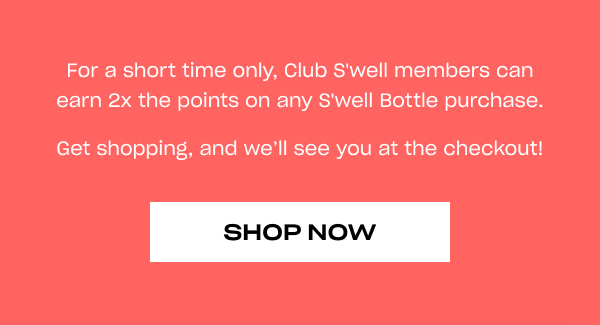 For a short time only, Club S'well members can
earn 2x the points on any S'well Bottle purchase.
Get shopping, and we’ll see you at the checkout!
SHOP NOW